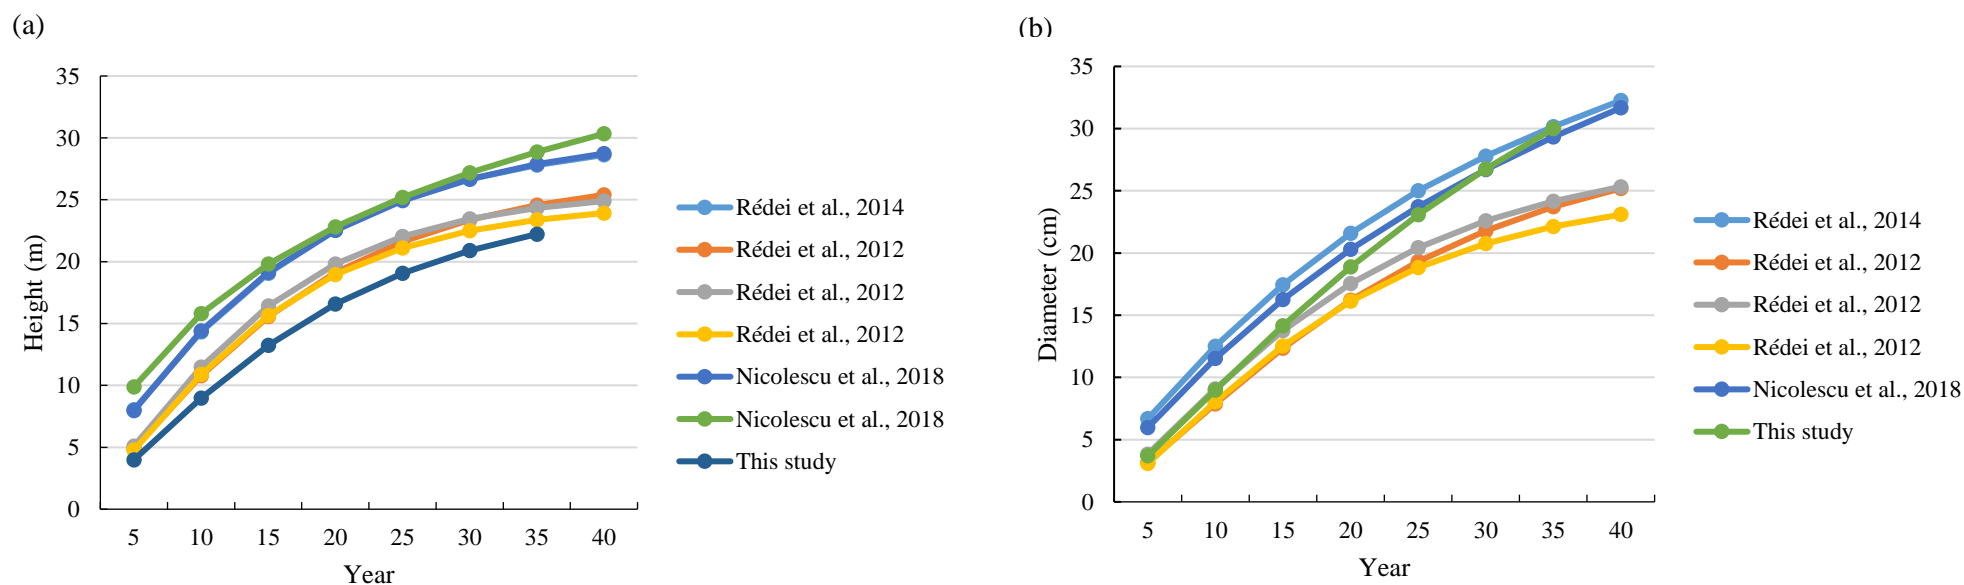 (a)
35
30
25
20
15
10
5
0
Height (m)
5 10 15 20 25 30 35 40
Year
Rédei et al., 2014
Rédei et al., 2012
Rédei et al., 2012
Rédei et al., 2012
Nicolescu et al., 2018
Nicolescu et al., 2018
This study
(b)
35
30
25
20
15
10
5
0
Diameter (cm)
5 10 15 20 25 30 35 40
Year
Rédei et al., 2014
Rédei et al., 2012
Rédei et al., 2012
Rédei et al., 2012
Nicolescu et al., 2018
This study